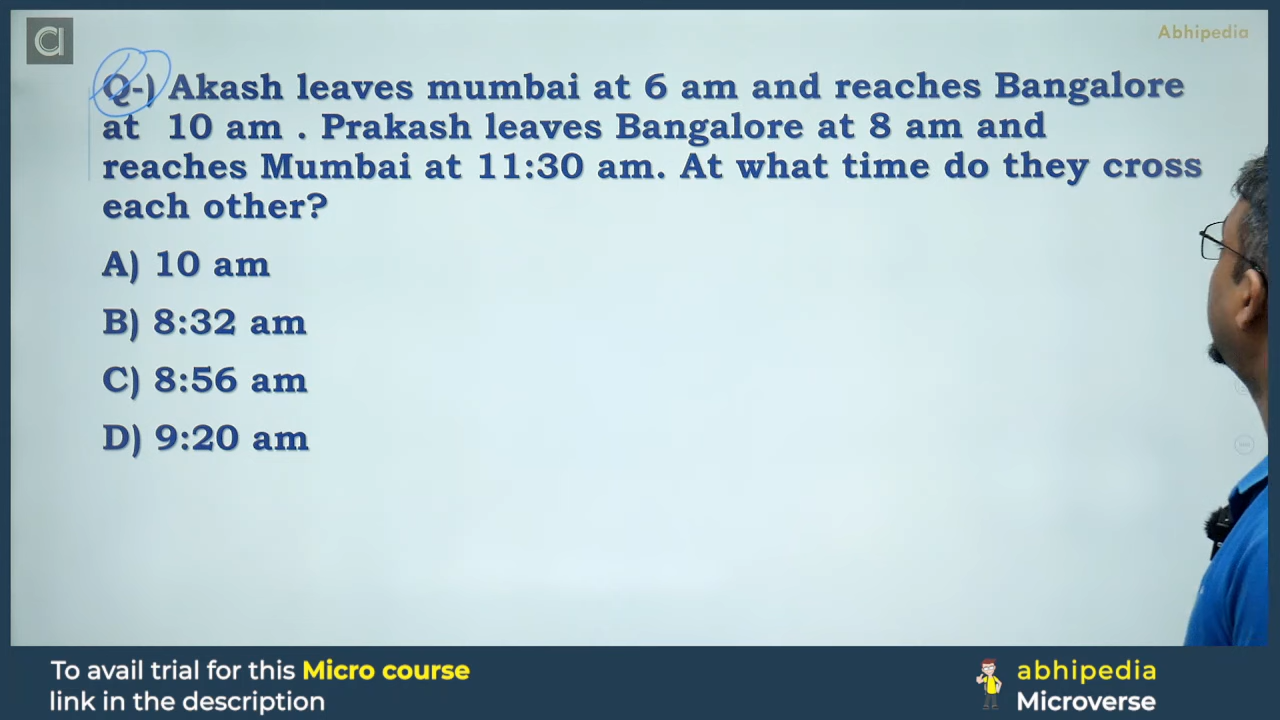 Abhipedia
Q-) Akash leaves mumbai at 6 am and reaches Bangalore
at 10 am . Prakash leaves Bangalore at 8 am and
reaches Mumbai at 11:30 am. At what time do they cross
each other?
A) 10 am
B) 8:32 am
C) 8:56 am
D) 9:20 am
To avail trial for this Micro course
link in the description
abhipedia
Microverse